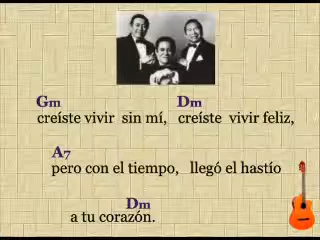 Gm Dm
creíste vivir sin mí, creíste vivir feliz,
A7
pero con el tiempo, llegó el hastío
Dm
a tu corazón.